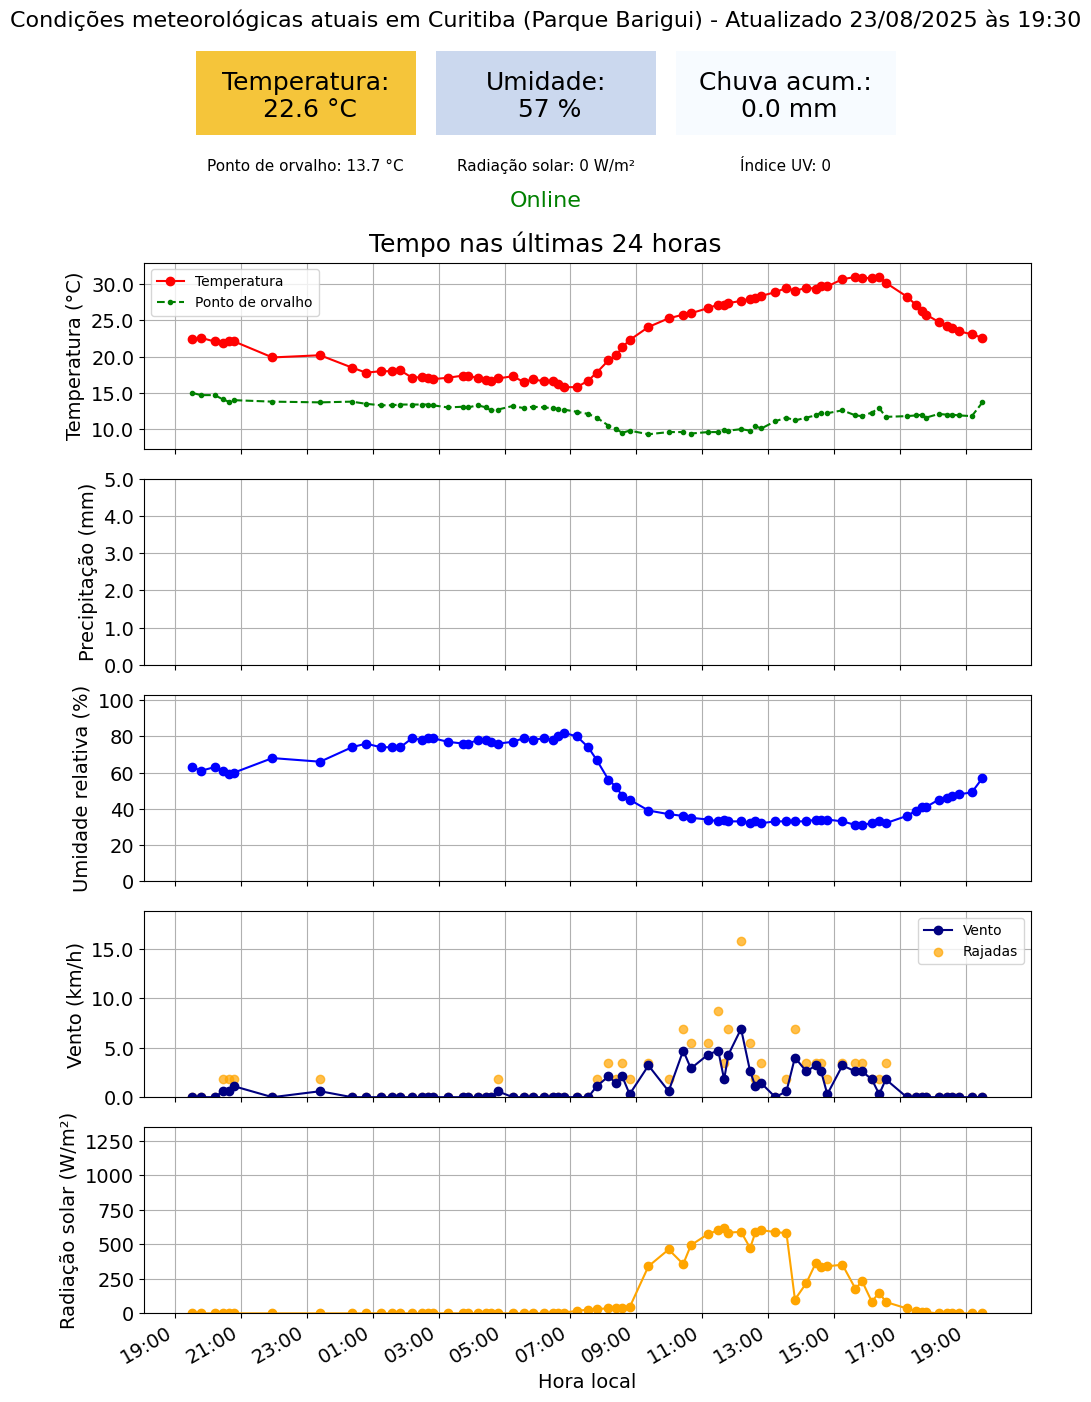 Condições meteorológicas atuais em Curitiba (Parque Barigui) - Atualizado 23/08/2025 às 19:30
Temperatura:
22.6 °C
Umidade:
57 %
Chuva acum.:
0.0 mm
Ponto de orvalho: 13.7 °C
Radiação solar: 0 W/m²
Índice UV: 0
Online
Tempo nas últimas 24 horas
Temperatura (°C)
30.0
25.0
20.0
15.0
10.0
Temperatura
Ponto de orvalho
Precipitação (mm)
5.0
4.0
3.0
2.0
1.0
0.0
Umidade relativa (%)
100
80
60
40
20
0
Vento (km/h)
15.0
10.0
5.0
0.0
Vento
Rajadas
Radiação solar (W/m²)
1250
1000
750
500
250
0
19:00
21:00
23:00
01:00
03:00
05:00
07:00
09:00
11:00
13:00
15:00
17:00
19:00
Hora local